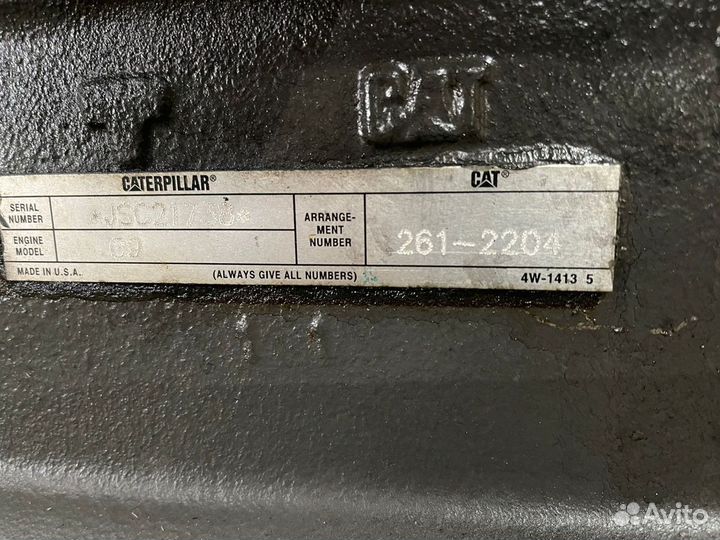 CAT
CATERPILLAR®
CAT®
SERIAL NUMBER
ENGINE MODEL
ARRANGE-
MENT
NUMBER
261-2204
MADE IN U.S.A.
(ALWAYS GIVE ALL NUMBERS)
4W-1413 5
Avito